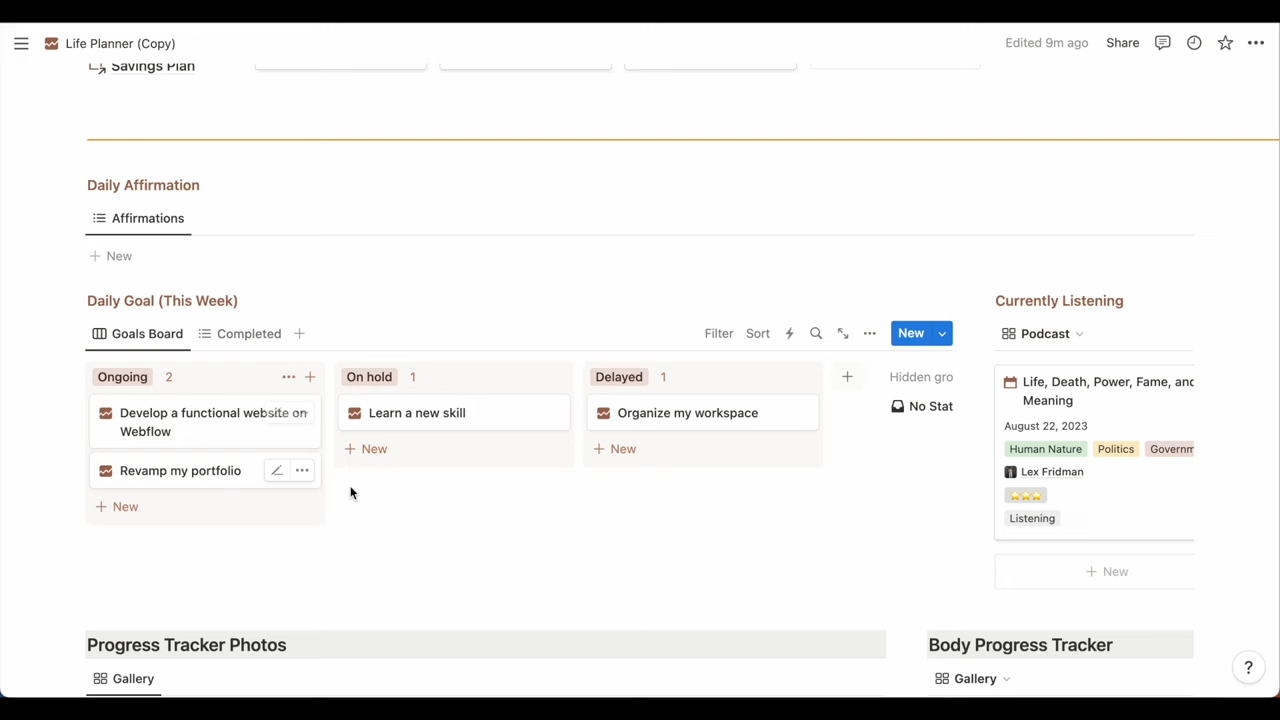 Life Planner (Copy)
Edited 9m ago
Share
Savings Plan
Daily Affirmation
Affirmations
New
Daily Goal (This Week)
Currently Listening
Goals Board
Completed
Filter
Sort
New
Podcast
Ongoing 2
On hold 1
Delayed 1
Hidden gro
No Stat
Develop a functional website on
Webflow
Learn a new skill
Organize my workspace
New
New
Revamp my portfolio
New
Life, Death, Power, Fame, and
Meaning
August 22, 2023
Human Nature Politics Governm
Lex Fridman
Listening
New
Progress Tracker Photos
Body Progress Tracker
Gallery
Gallery
?